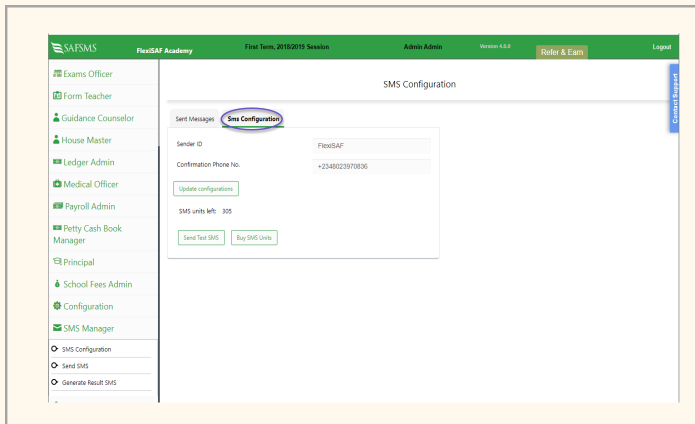 SAFSMS
FlexiSAF Academy
First Term, 2018/2019 Session
Admin Admin
Version 4.0.0
Refer & Earn
Logout
Exams Officer
Form Teacher
Guidance Counselor
House Master
Ledger Admin
Medical Officer
Payroll Admin
Petty Cash Book
Manager
Principal
School Fees Admin
Configuration
SMS Manager
SMS Configuration
Send SMS
Generate Result SMS
SMS Configuration
Sent Messages
Sms Configuration
Sender ID
FlexiSAF
Confirmation Phone No.
+2348023970836
Update configurations
SMS units left: 305
Send Test SMS
Buy SMS Units
Contact Support